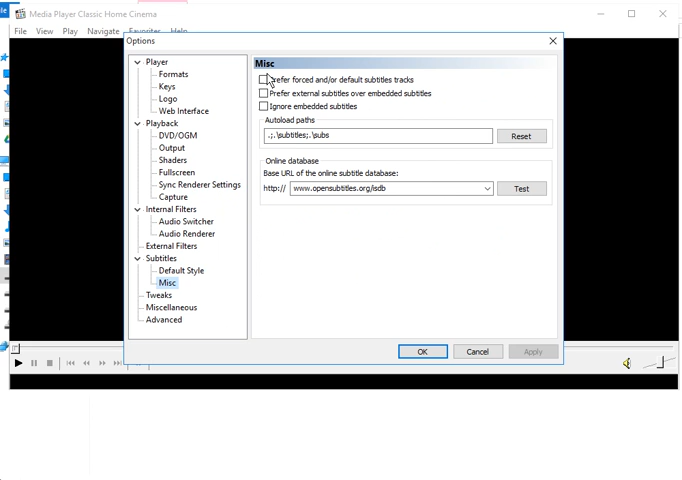 Media Player Classic Home Cinema
File View Play Navigate Favorites Help
Options
Player
Formats
Keys
Logo
Web Interface
Playback
DVD/OGM
Output
Shaders
Fullscreen
Sync Renderer Settings
Capture
Internal Filters
Audio Switcher
Audio Renderer
External Filters
Subtitles
Default Style
Misc
Tweaks
Miscellaneous
Advanced
Misc
refer forced and/or default subtitles tracks
Prefer external subtitles over embedded subtitles
Ignore embedded subtitles
Autoload paths
.;.\subtitles;.\subs
Reset
Online database
Base URL of the online subtitle database:
http:// www.opensubtitles.org/isdb
Test
OK Cancel Apply